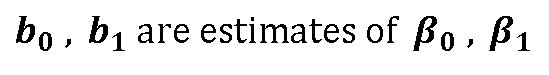 b₀ , b₁ are estimates of β₀ , β₁